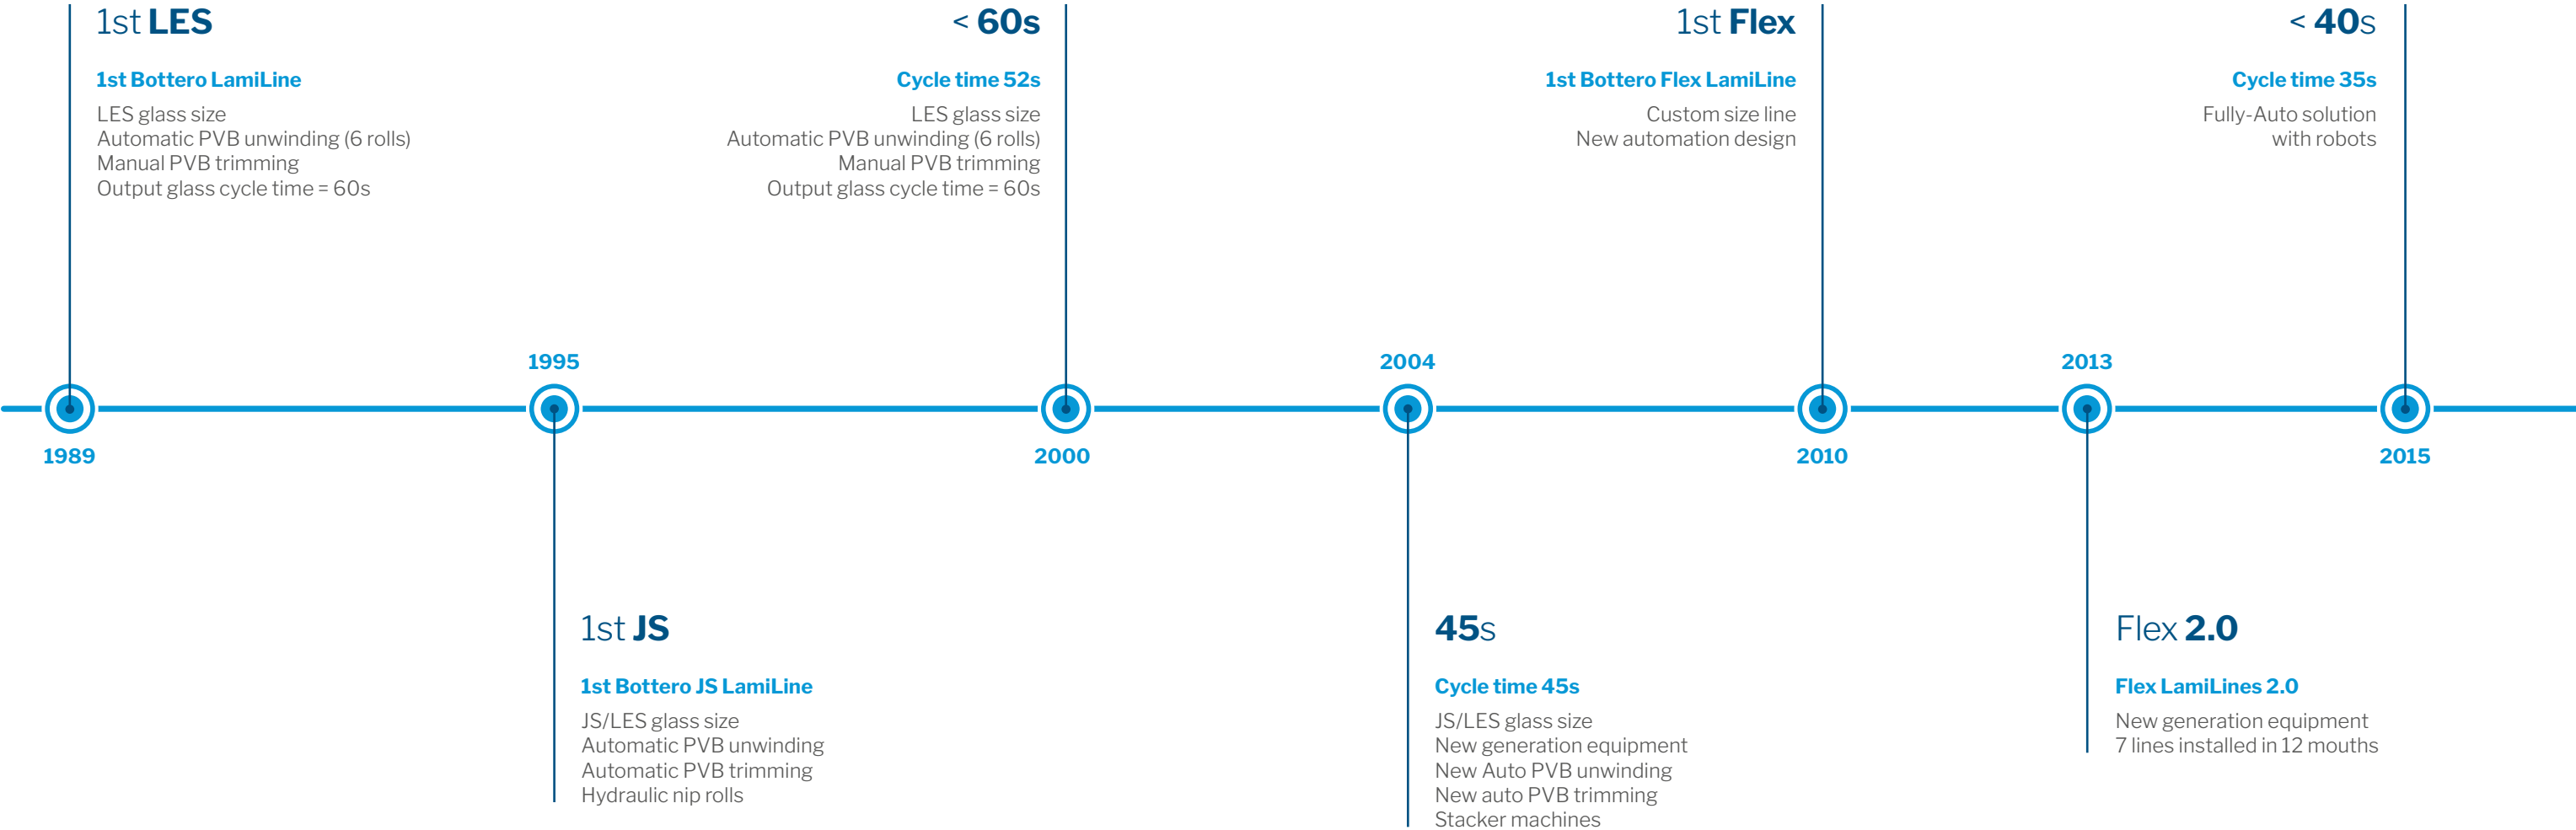 1st LES
1st Bottero LamiLine
LES glass size
Automatic PVB unwinding (6 rolls)
Manual PVB trimming
Output glass cycle time = 60s
1989
1995
1st JS
1st Bottero JS LamiLine
JS/LES glass size
Automatic PVB unwinding
Automatic PVB trimming
Hydraulic nip rolls
< 60s
Cycle time 52s
LES glass size
Automatic PVB unwinding (6 rolls)
Manual PVB trimming
Output glass cycle time = 60s
2000
2004
45s
Cycle time 45s
JS/LES glass size
New generation equipment
New Auto PVB unwinding
New auto PVB trimming
Stacker machines
1st Flex
1st Bottero Flex LamiLine
Custom size line
New automation design
2010
2013
Flex 2.0
Flex LamiLines 2.0
New generation equipment
7 lines installed in 12 mouths
< 40s
Cycle time 35s
Fully-Auto solution
with robots
2015